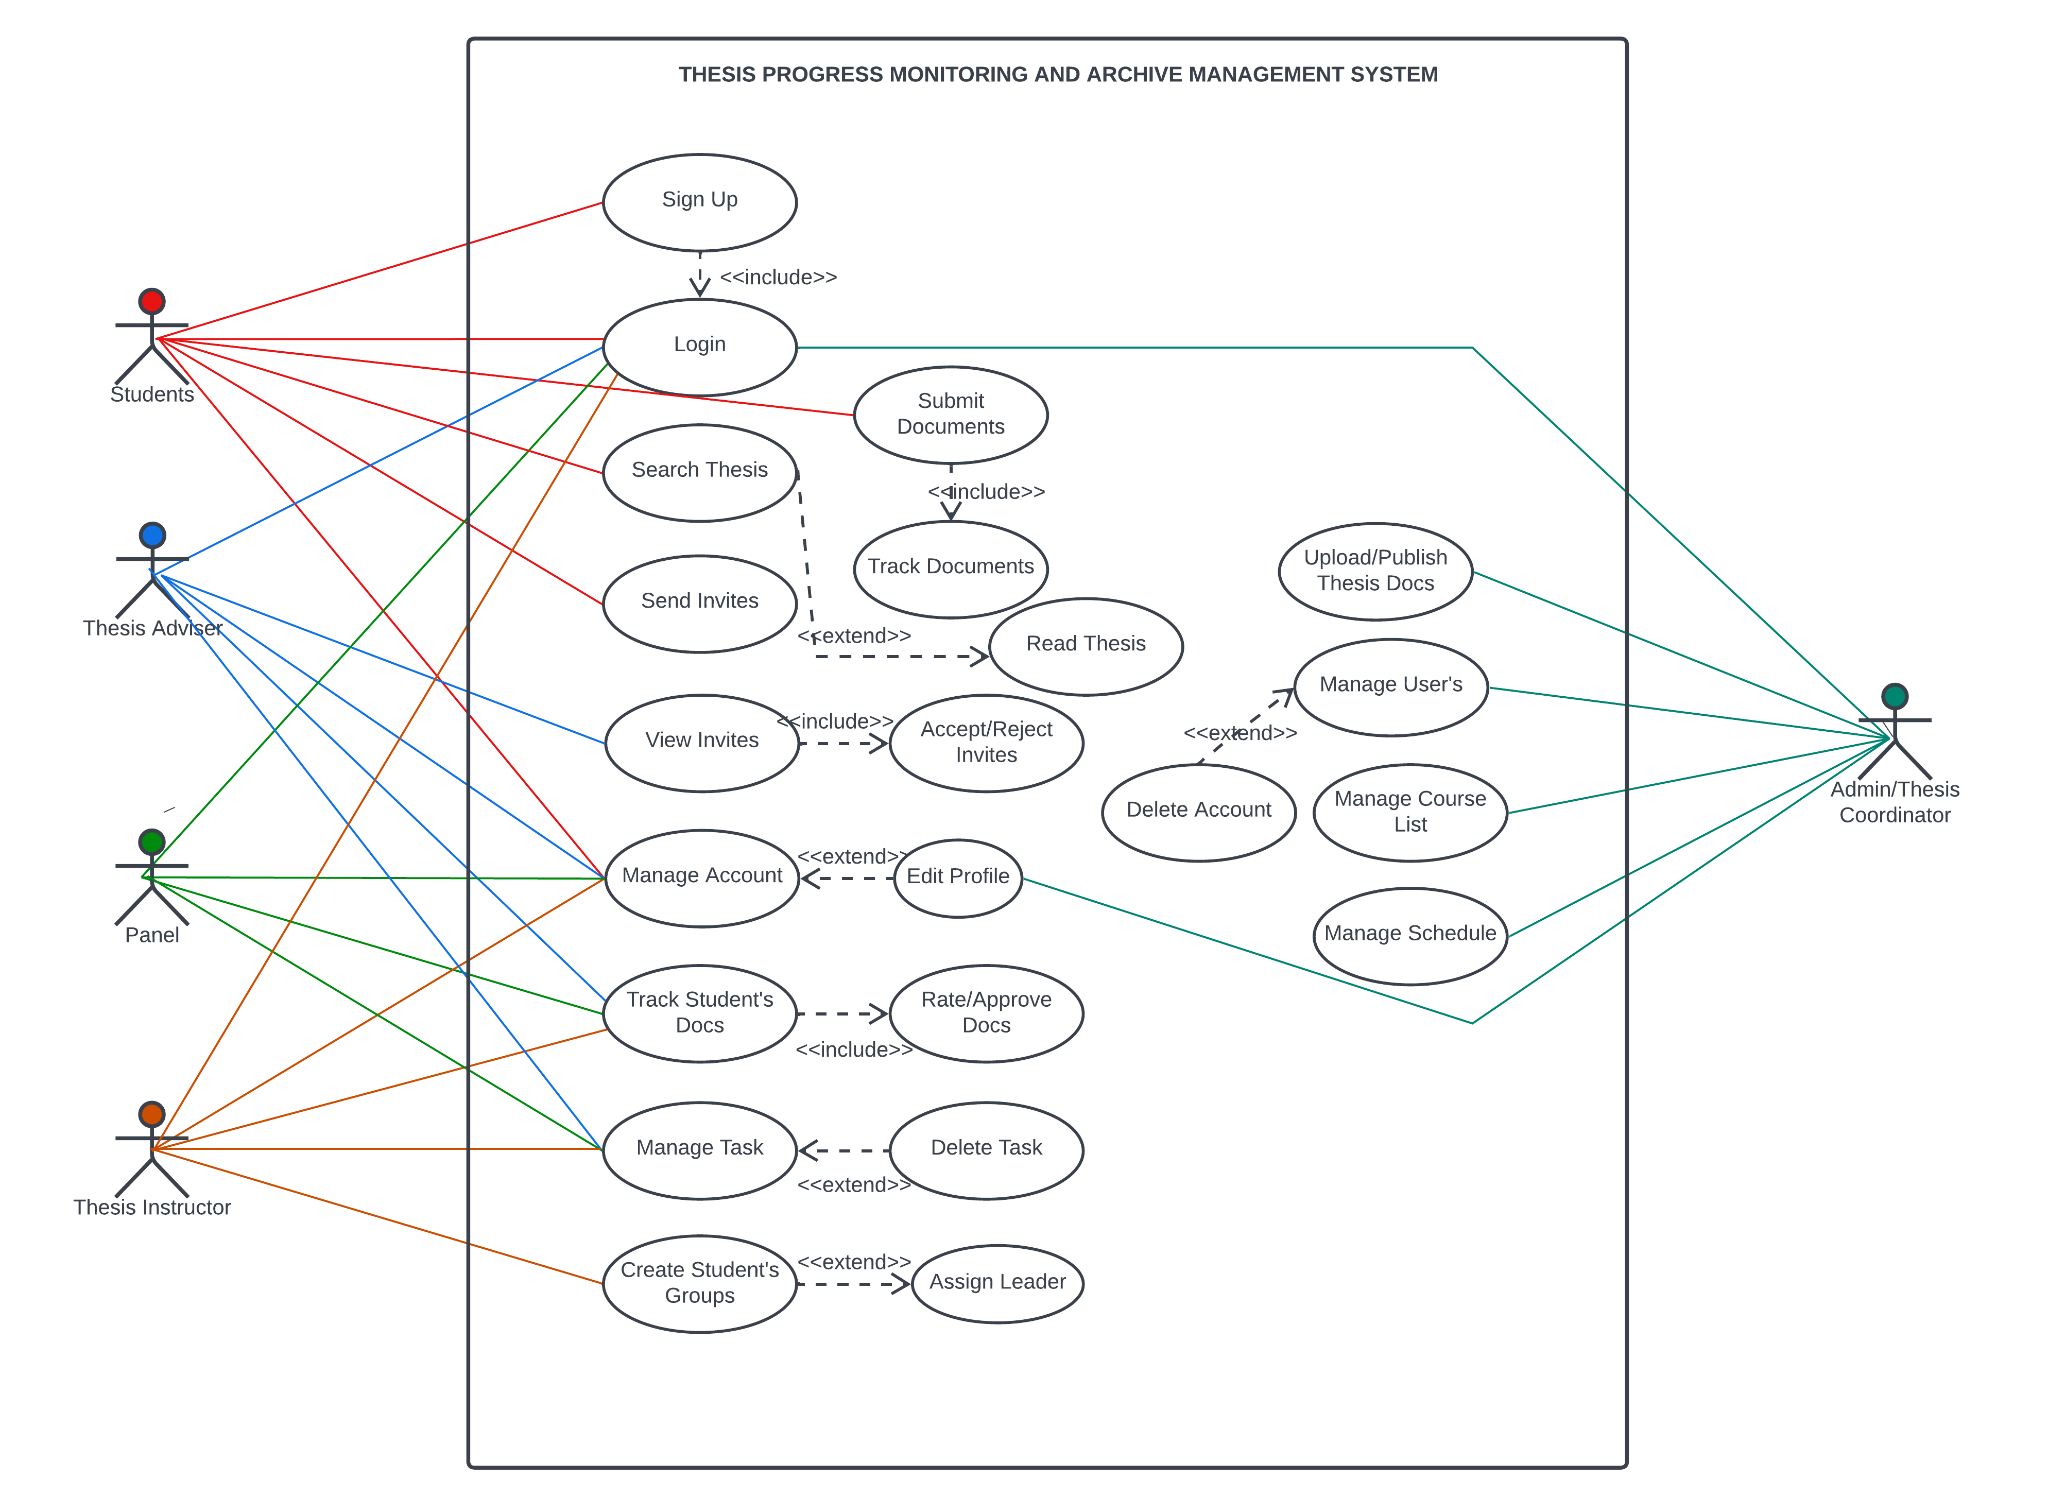 THESIS PROGRESS MONITORING AND ARCHIVE MANAGEMENT SYSTEM
Sign Up
<<include>>
Login
Students
Submit
Documents
Search Thesis
<<include>>
Track Documents
Upload/Publish
Thesis Docs
Send Invites
Thesis Adviser
<<extend>>
Read Thesis
Manage User's
<<include>>
View Invites
Accept/Reject
Invites
<<extend>>
Delete Account
Manage Course
List
Admin/Thesis
Coordinator
<<extend>>
Manage Account
Edit Profile
Panel
Manage Schedule
Track Student's
Docs
Rate/Approve
Docs
<<include>>
Manage Task
Delete Task
<<extend>>
Thesis Instructor
<<extend>>
Create Student's
Groups
Assign Leader